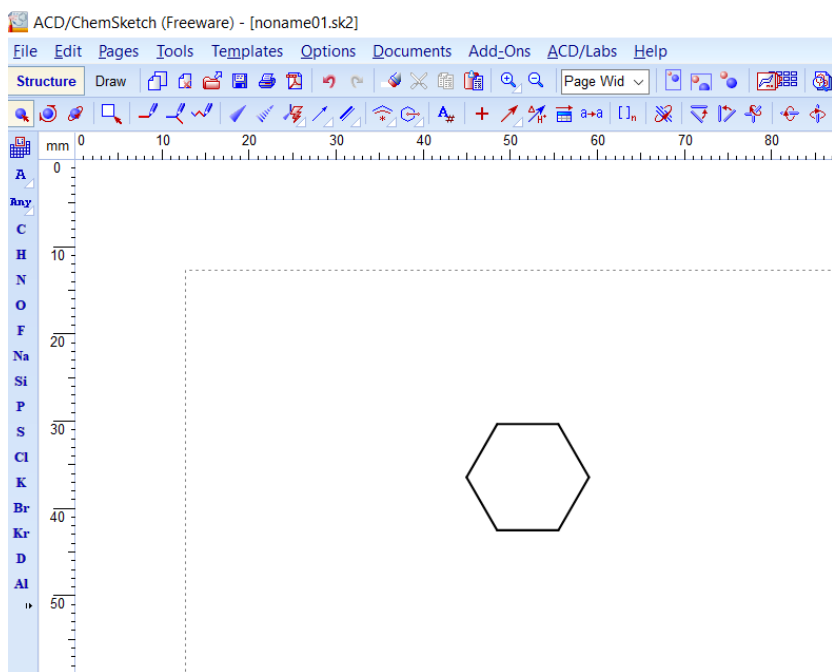 ACD/ChemSketch (Freeware) - [noname01.sk2]
File Edit Pages Tools Templates Options Documents Add-Ons ACD/Labs Help
Structure Draw Page Wid
A# H+ a→a []n
mm 0 10 20 30 40 50 60 70 80
0
A
Any
C
H
10
N
O
F
20
Na
Si
P
30
S
Cl
K
Br
40
Kr
D
Al
50